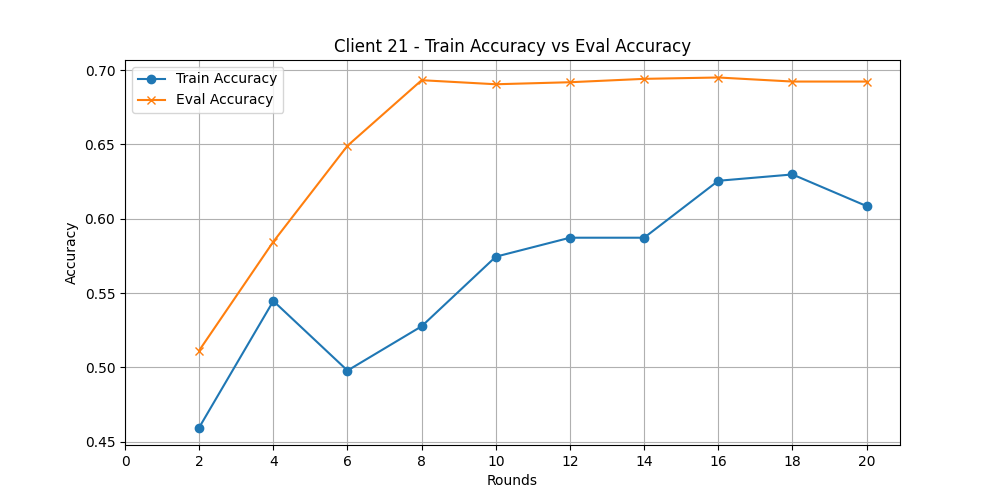 Client 21 - Train Accuracy vs Eval Accuracy
Train Accuracy
Eval Accuracy
Accuracy
0.70
0.65
0.60
0.55
0.50
0.45
0 2 4 6 8 10 12 14 16 18 20
Rounds